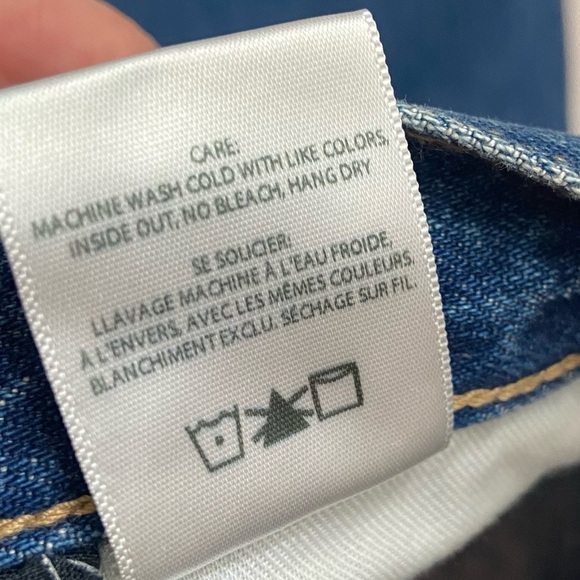 CARE:
MACHINE WASH COLD WITH LIKE COLORS,
INSIDE OUT, NO BLEACH, HANG DRY
SE SOUCIER:
LLAVAGE MACHINE À L'EAU FROIDE,
À L'ENVERS, AVEC LES MÊMES COULEURS.
BLANCHIMENT EXCLU. SÉCHAGE SUR FIL.